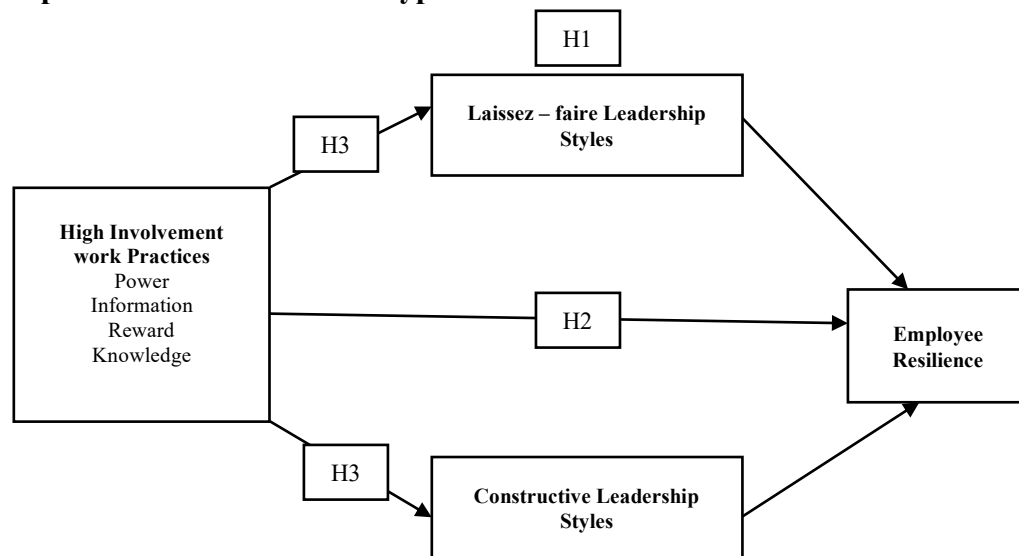 H1
Laissez – faire Leadership
Styles
H3
High Involvement
work Practices
Power
Information
Reward
Knowledge
H2
Employee
Resilience
H3
Constructive Leadership
Styles